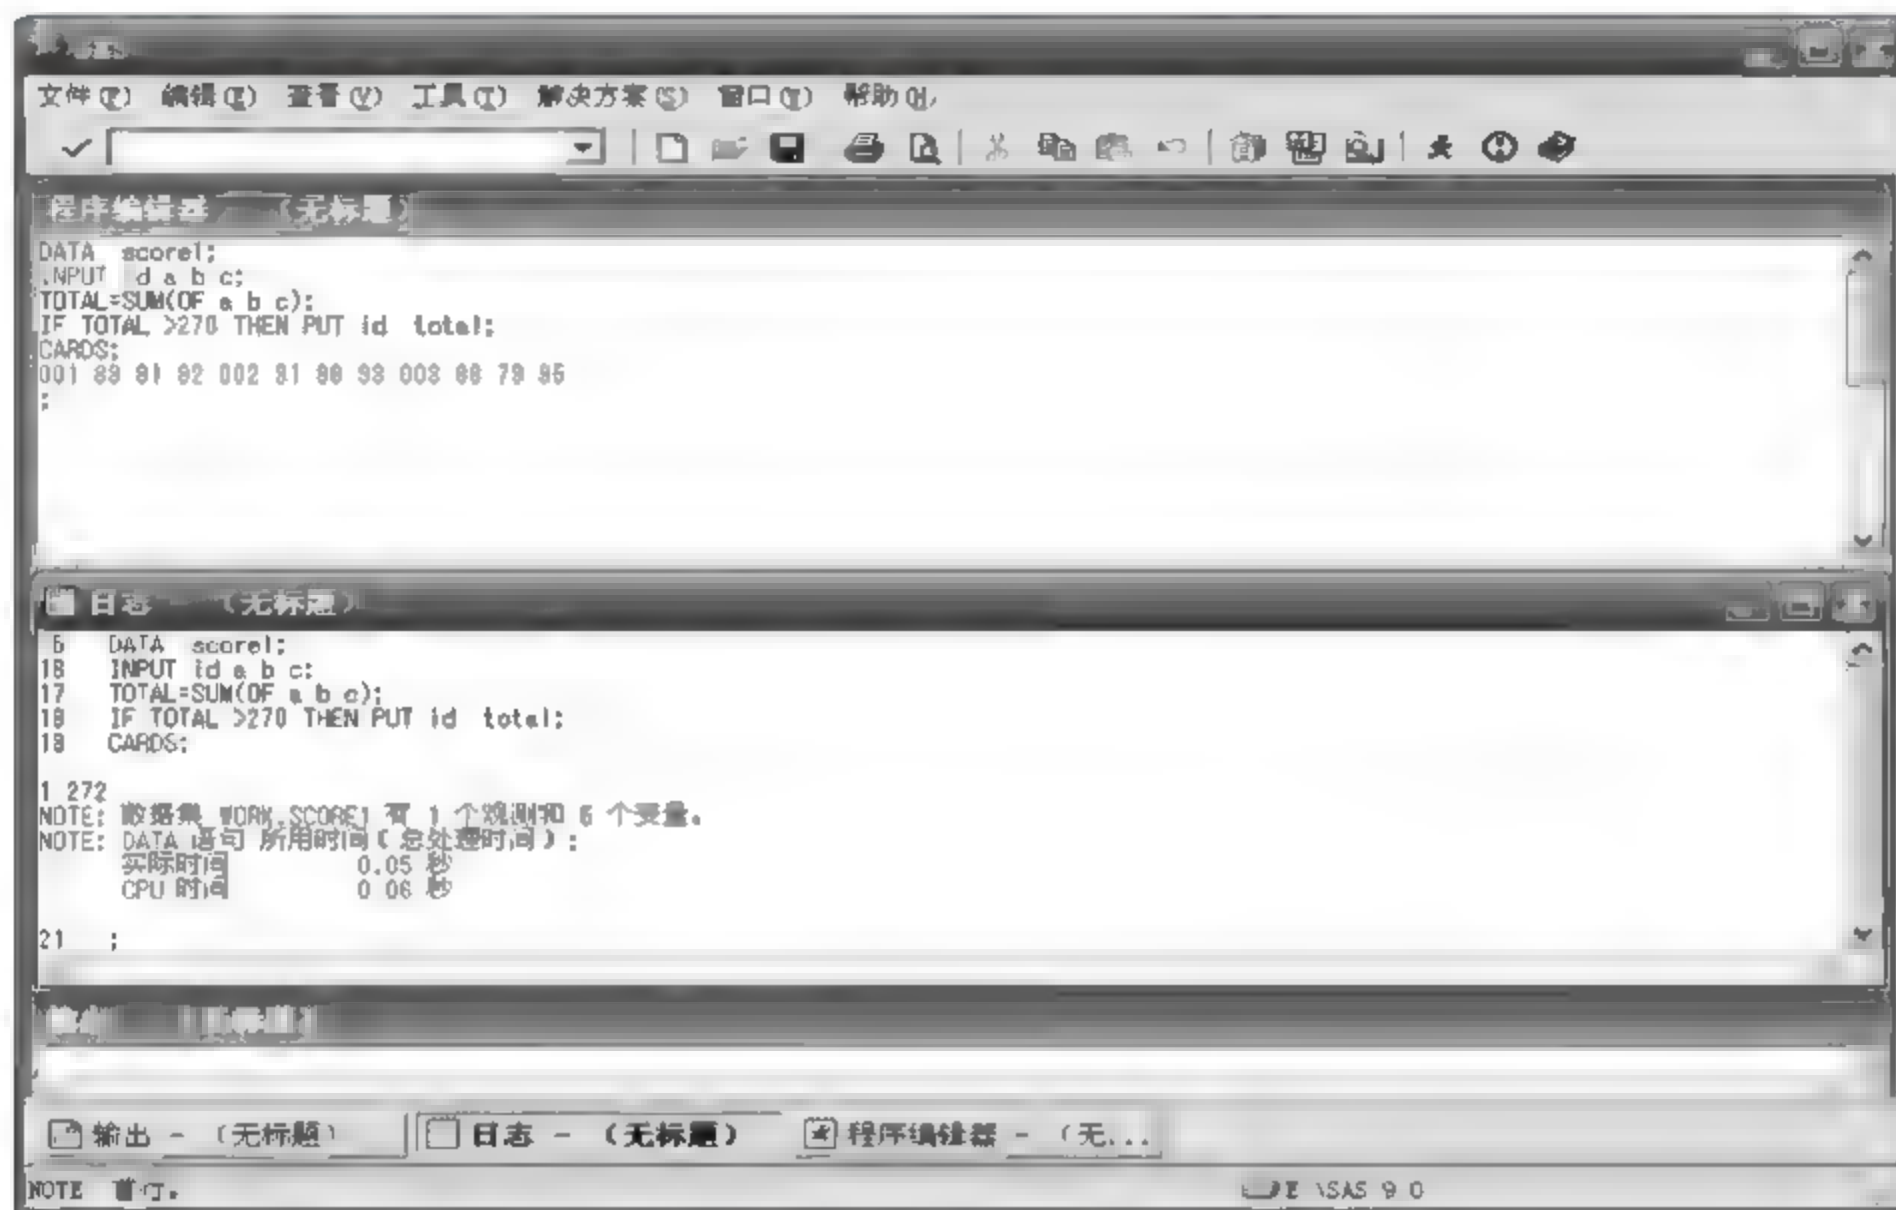 文件(F) 编辑(E) 查看(V) 工具(T) 解决方案(S) 窗口(W) 帮助(H)
程序编辑器 - (无标题)
DATA score1;
INPUT id a b c;
TOTAL=SUM(OF a b c);
IF TOTAL >270 THEN PUT id total;
CARDS;
001 89 91 92 002 91 003 79 95
;
日志 - (无标题)
DATA score1;
INPUT id a b c;
17 TOTAL=SUM(OF a b c);
IF TOTAL >270 THEN PUT id total;
CARDS;
1 272
NOTE: 数据集 WORK.SCORE1 有 1 个观测和 5 个变量。
NOTE: DATA 语句 所用时间(总处理时间):
实际时间 0.05 秒
CPU 时间 0.06 秒
21 ;
输出 - (无标题)
日志 - (无标题)
程序编辑器 - (无...
NOTE
E \SAS 9 0